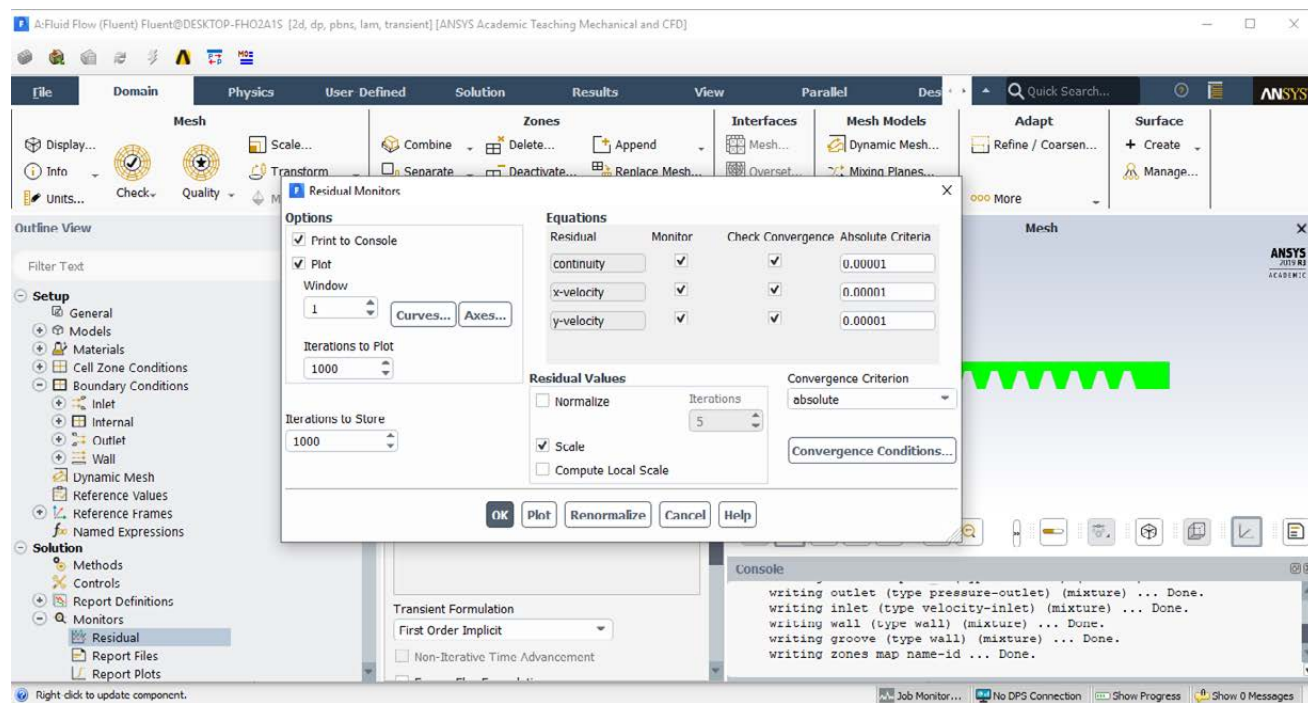 A:Fluid Flow (Fluent) Fluent@DESKTOP-FHO2A1S [2d, dp, pbns, lam, transient] [ANSYS Academic Teaching Mechanical and CFD]
File Domain Physics User Defined Solution Results View Parallel Des Quick Search... ANSYS
Mesh Zones Interfaces Mesh Models Adapt Surface
Display... Scale... Combine Delete... Append Mesh... Dynamic Mesh... Refine / Coarsen... + Create
Info Transform Separate Deactivate... Replace Mesh... Overset... Mixing Planes... Manage...
Units... Check Quality More
Residual Monitors
Options
Print to Console
Plot
Window
1
Curves... Axes...
Iterations to Plot
1000
Iterations to Store
1000
Equations
Residual Monitor Check Convergence Absolute Criteria
continuity 0.00001
x-velocity 0.00001
y-velocity 0.00001
Residual Values
Normalize
Iterations
5
Scale
Compute Local Scale
Convergence Criterion
absolute
Convergence Conditions...
OK Plot Renormalize Cancel Help
Outline View
Filter Text
Setup
General
Models
Materials
Cell Zone Conditions
Boundary Conditions
Inlet
Internal
Outlet
Wall
Dynamic Mesh
Reference Values
Reference Frames
Named Expressions
Solution
Methods
Controls
Report Definitions
Monitors
Residual
Report Files
Report Plots
Transient Formulation
First Order Implicit
Non-Iterative Time Advancement
Mesh
ANSYS
2019 R3
ACADEMIC
Console
writing outlet (type pressure-outlet) (mixture) ... Done.
writing inlet (type velocity-inlet) (mixture) ... Done.
writing wall (type wall) (mixture) ... Done.
writing groove (type wall) (mixture) ... Done.
writing zones map name-id ... Done.
Right click to update component.
Job Monitor... No DPS Connection Show Progress Show 0 Messages